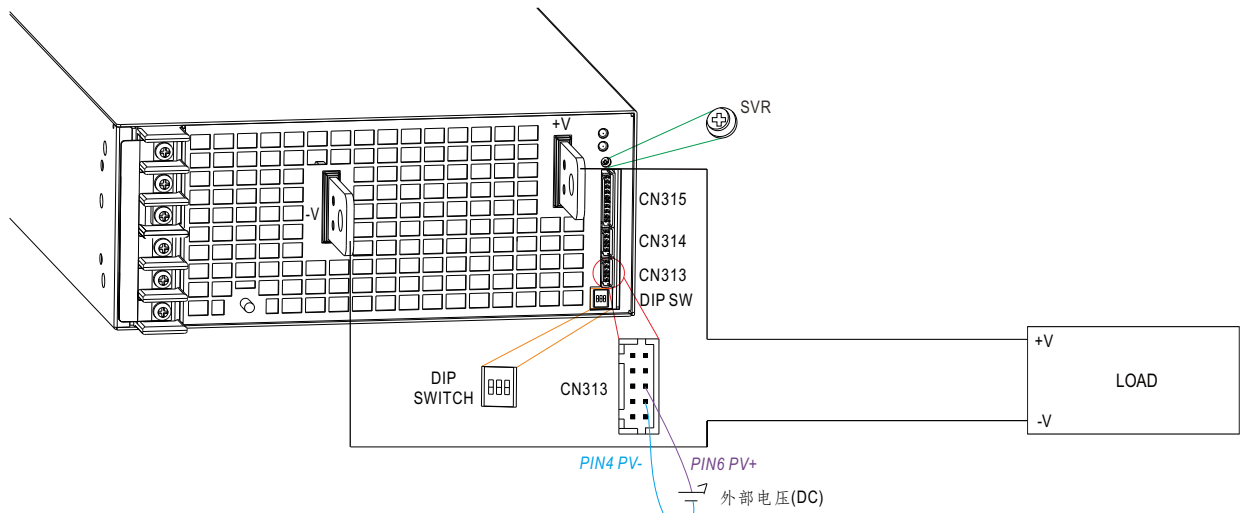 SVR
+V
CN315
-V
CN314
CN313
DIP SW
+V
LOAD
-V
DIP
SWITCH
CN313
PIN4 PV-
PIN6 PV+
外部电压(DC)